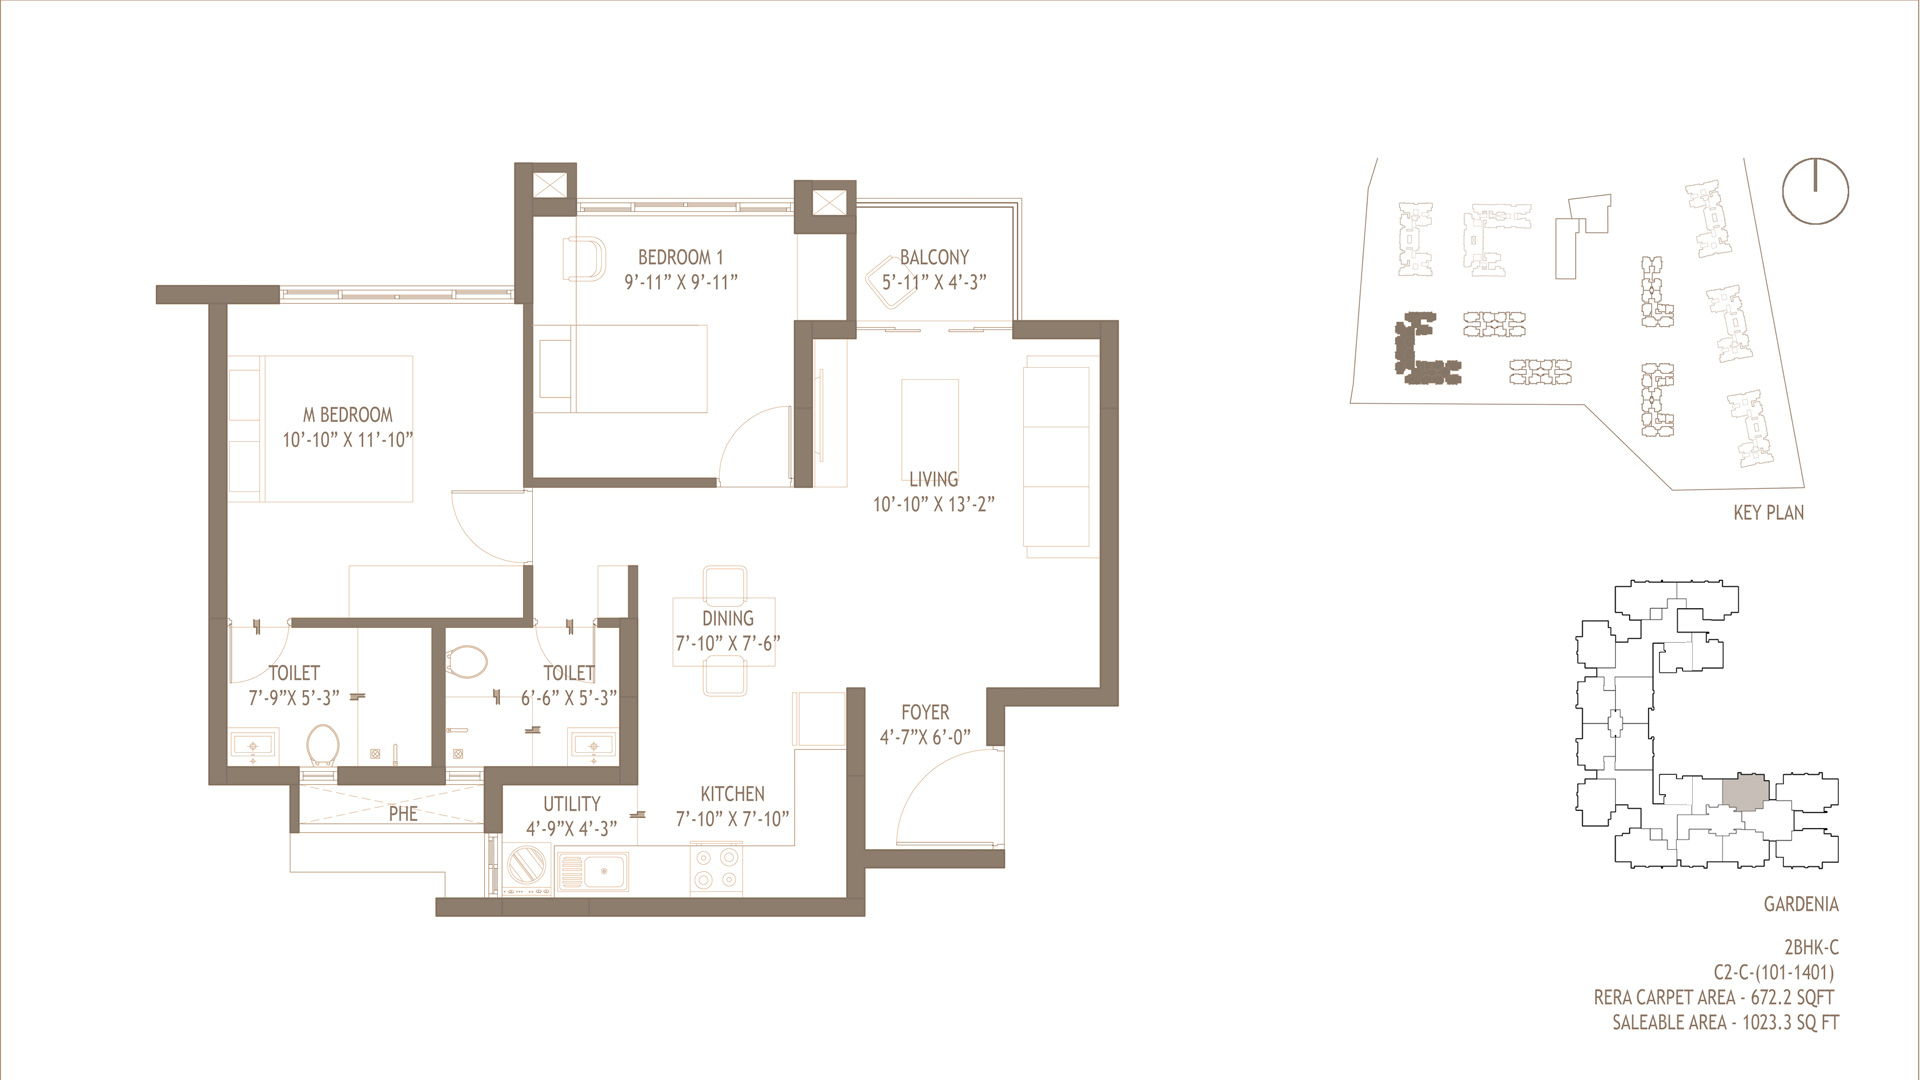 BEDROOM 1
9’-11” X 9’-11”
BALCONY
5’-11” X 4’-3”
M BEDROOM
10’-10” X 11’-10”
LIVING
10’-10” X 13’-2”
DINING
7’-10” X 7’-6”
TOILET
7’-9”X 5’-3”
TOILET
6’-6” X 5’-3”
FOYER
4’-7”X 6’-0”
PHE
UTILITY
4’-9”X 4’-3”
KITCHEN
7’-10” X 7’-10”
KEY PLAN
GARDENIA
2BHK-C
C2-C-(101-1401)
RERA CARPET AREA - 672.2 SQFT
SALEABLE AREA - 1023.3 SQ FT